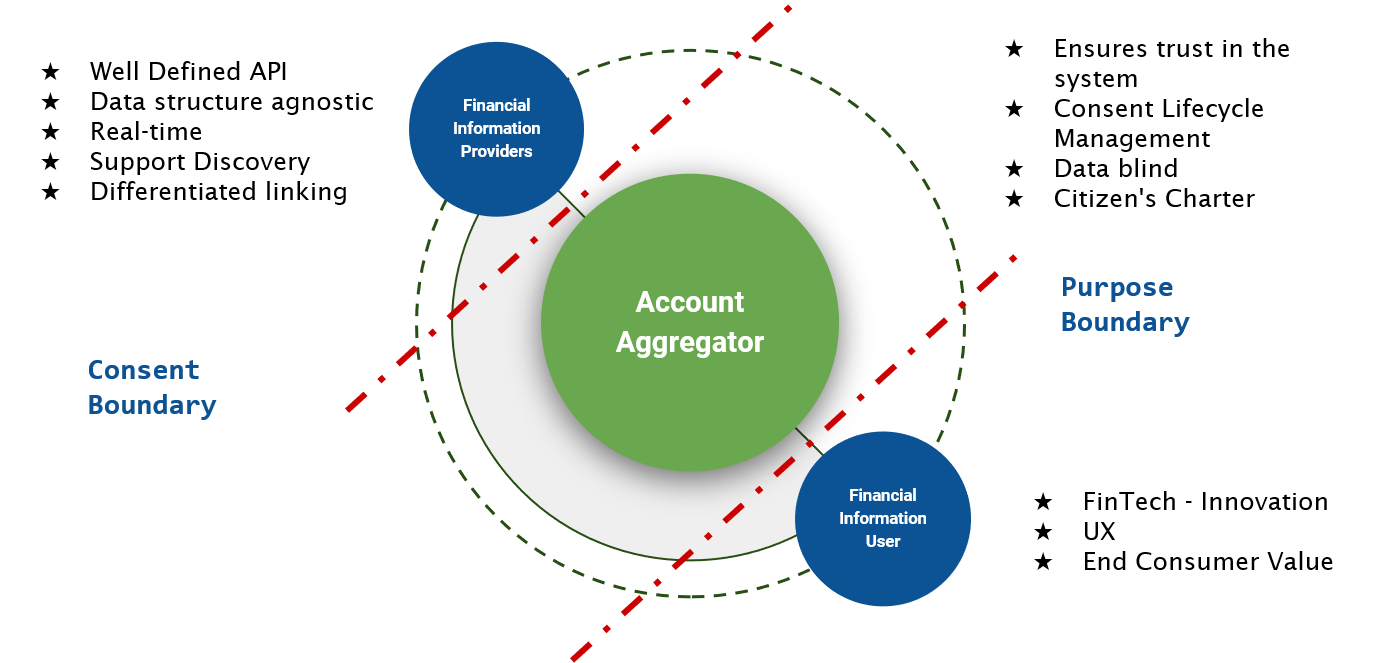 ★ Well Defined API
★ Data structure agnostic
★ Real-time
★ Support Discovery
★ Differentiated linking
Financial
Information
Providers
★ Ensures trust in the
system
★ Consent Lifecycle
Management
★ Data blind
★ Citizen's Charter
Account
Aggregator
Purpose
Boundary
Consent
Boundary
Financial
Information
User
★ FinTech - Innovation
★ UX
★ End Consumer Value